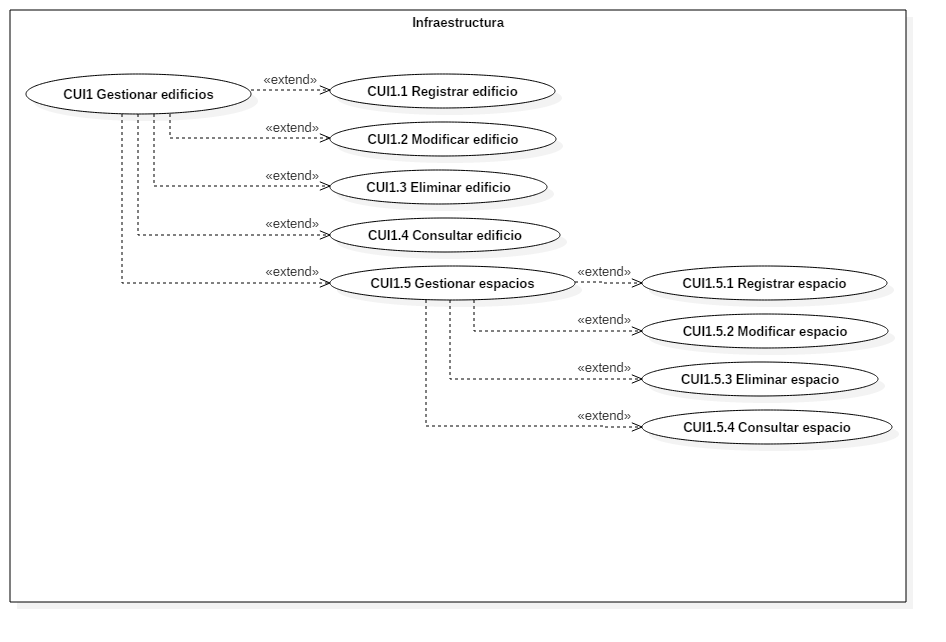 Infraestructura
CUI1 Gestionar edificios
«extend»
CUI1.1 Registrar edificio
«extend»
CUI1.2 Modificar edificio
«extend»
CUI1.3 Eliminar edificio
«extend»
CUI1.4 Consultar edificio
«extend»
CUI1.5 Gestionar espacios
«extend»
CUI1.5.1 Registrar espacio
«extend»
CUI1.5.2 Modificar espacio
«extend»
CUI1.5.3 Eliminar espacio
«extend»
CUI1.5.4 Consultar espacio